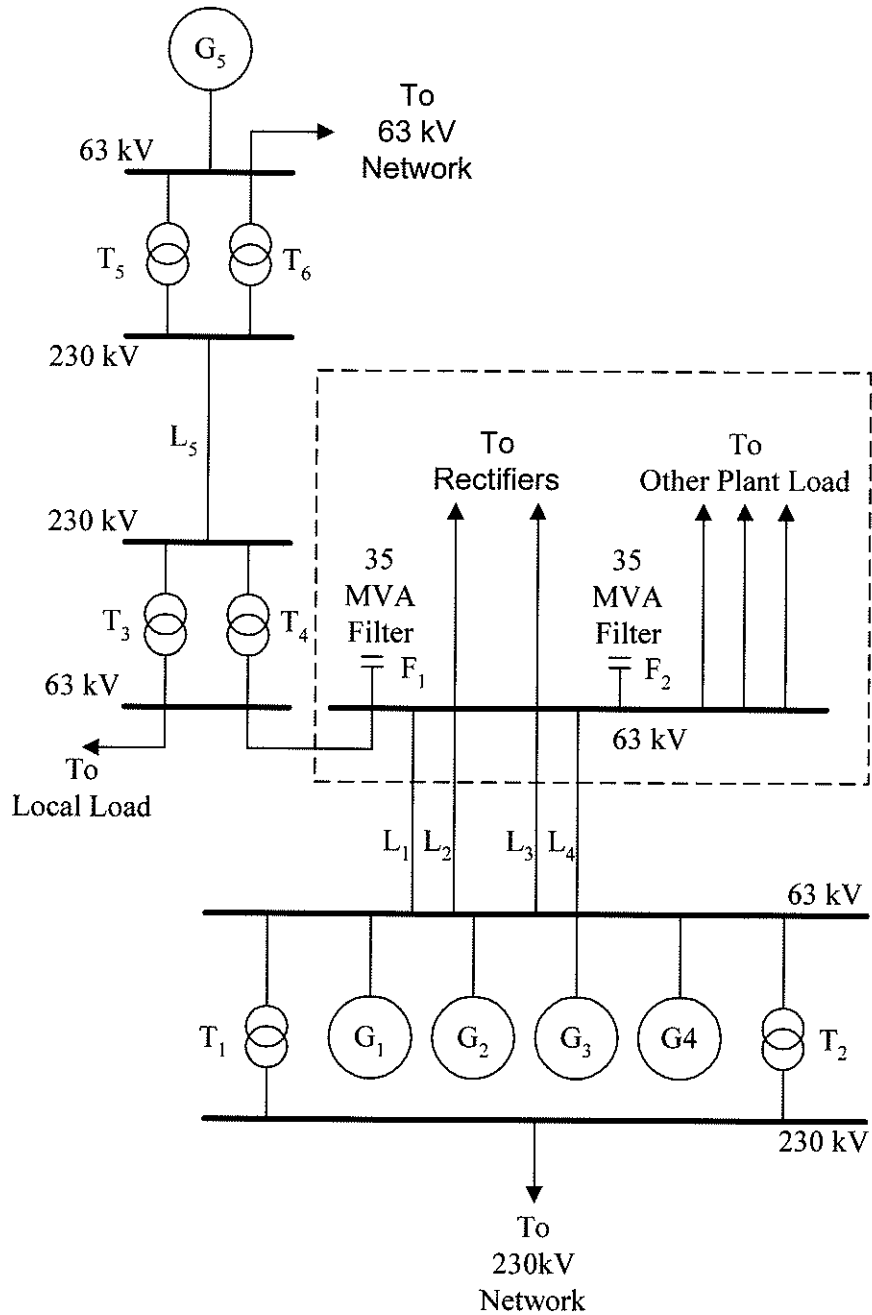 G5
To
63 kV
Network
63 kV
T5
T6
230 kV
L5
230 kV
T3
T4
63 kV
To
Local Load
To
Rectifiers
To
Other Plant Load
35
MVA
Filter
F1
35
MVA
Filter
F2
63 kV
L1
L2
L3
L4
63 kV
T1
G1
G2
G3
G4
T2
230 kV
To
230kV
Network